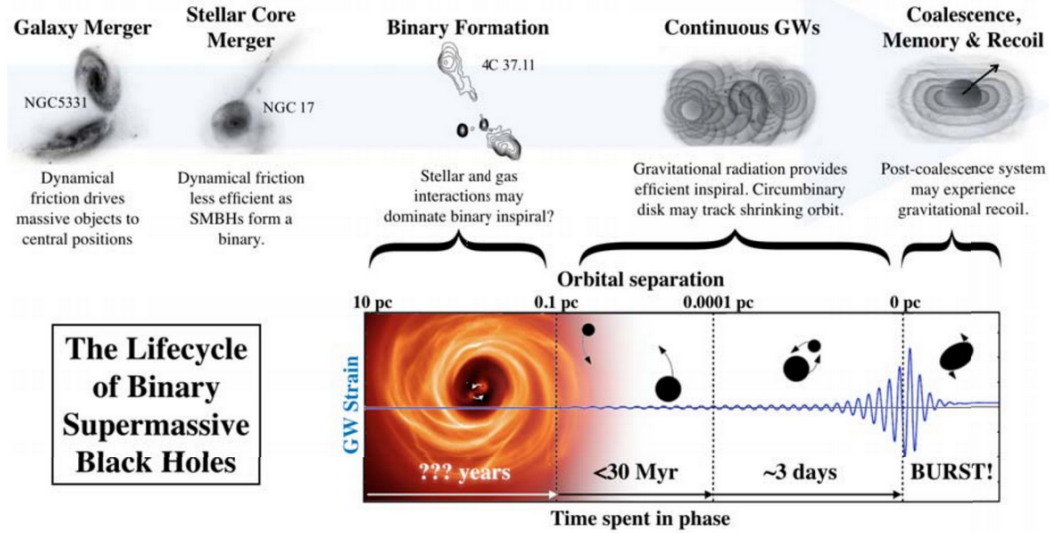 Galaxy Merger
Stellar Core
Merger
Binary Formation
Continuous GWs
Coalescence,
Memory & Recoil
NGC5331
NGC 17
4C 37.11
Dynamical
friction drives
massive objects to
central positions
Dynamical friction
less efficient as
SMBHs form a
binary.
Stellar and gas
interactions may
dominate binary inspiral?
Gravitational radiation provides
efficient inspiral. Circumbinary
disk may track shrinking orbit.
Post-coalescence system
may experience
gravitational recoil.
The Lifecycle
of Binary
Supermassive
Black Holes
Orbital separation
10 pc 0.1 pc 0.0001 pc 0 pc
GW Strain
??? years <30 Myr ~3 days BURST!
Time spent in phase